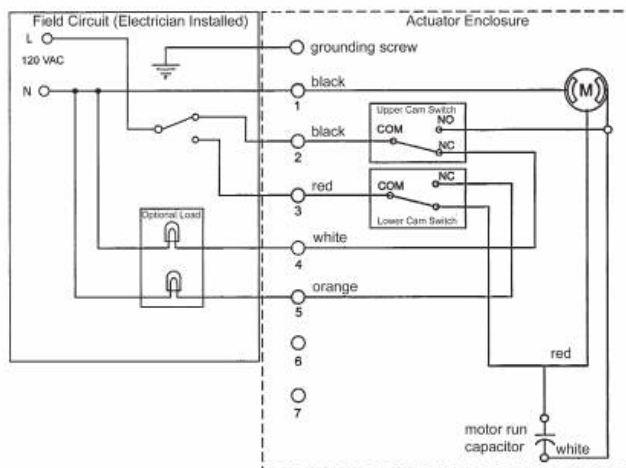 Field Circuit (Electrician Installed)
Actuator Enclosure
L
120 VAC
N
grounding screw
black
1
M
Upper Cam Switch
NO
COM
NC
black
2
NC
COM
Lower Cam Switch
red
3
Optional Load
white
4
orange
5
6
7
red
motor run
capacitor
white